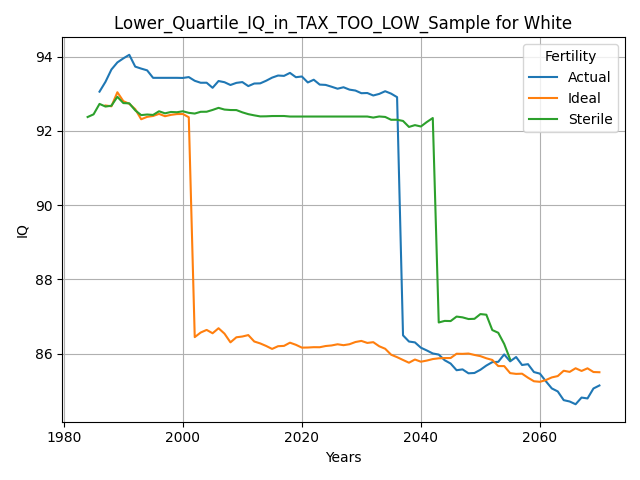 Lower_Quartile_IQ_in_TAX_TOO_LOW_Sample for White
Fertility
Actual
Ideal
Sterile
94
92
90
88
86
IQ
1980
2000
2020
2040
2060
Years